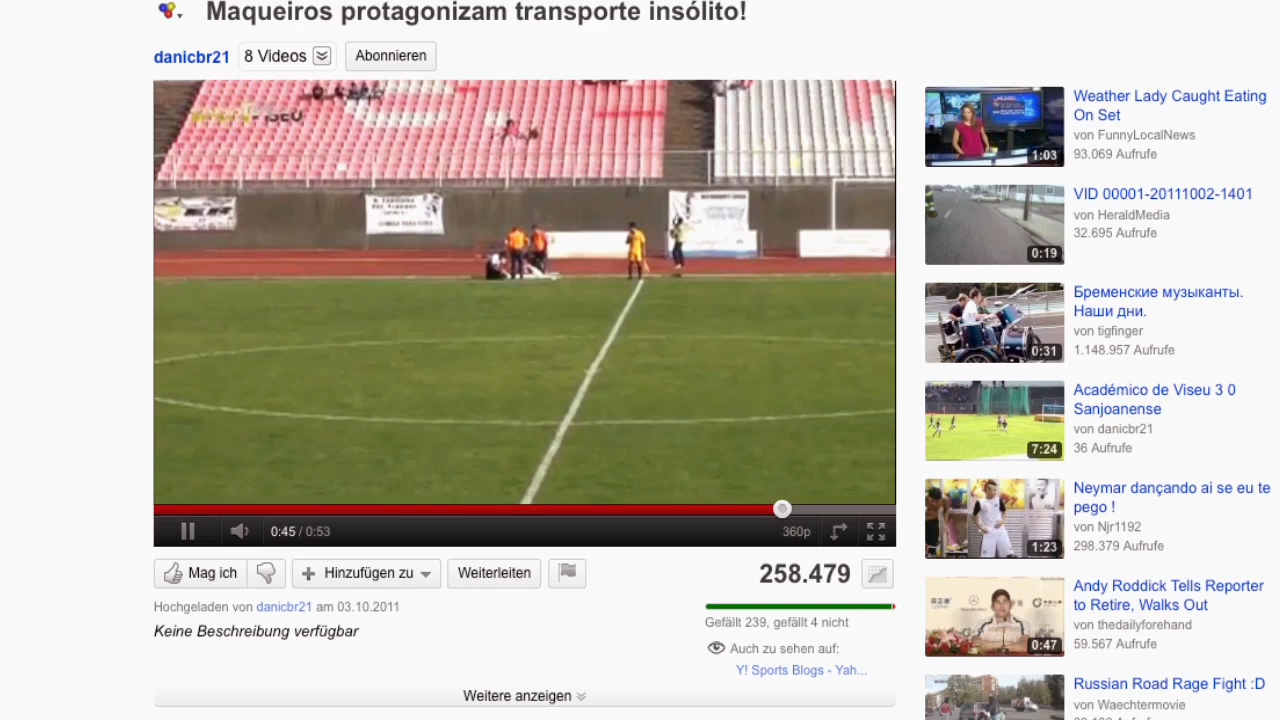 Maqueiros protagonizam transporte insólito!
danicbr21 8 Videos Abonnieren
0:45 / 0:53 360p
Mag ich Hinzufügen zu Weiterleiten 258.479
Hochgeladen von danicbr21 am 03.10.2011
Keine Beschreibung verfügbar
Gefällt 239, gefällt 4 nicht
Auch zu sehen auf:
Y! Sports Blogs - Yah...
Weitere anzeigen
Weather Lady Caught Eating
On Set
von FunnyLocalNews
93.069 Aufrufe
1:03
VID 00001-20111002-1401
von HeraldMedia
32.695 Aufrufe
0:19
Бременские музыканты.
Наши дни.
von tigfinger
1.148.957 Aufrufe
0:31
Académico de Viseu 3 0
Sanjoanense
von danicbr21
36 Aufrufe
7:24
Neymar dançando ai se eu te
pego !
von Njr1192
298.379 Aufrufe
1:23
Andy Roddick Tells Reporter
to Retire, Walks Out
von thedailyforehand
59.567 Aufrufe
0:47
Russian Road Rage Fight :D
von Waechtermovie